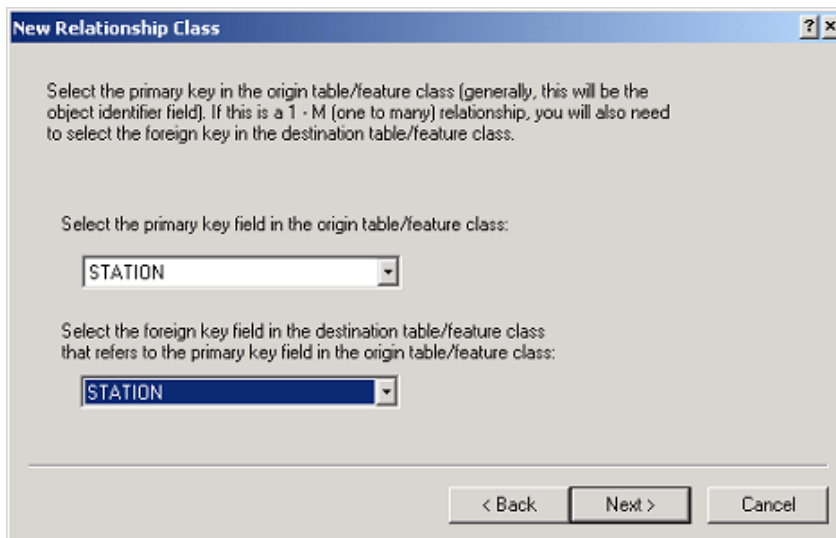 New Relationship Class
Select the primary key in the origin table/feature class (generally, this will be the
object identifier field). If this is a 1 - M (one to many) relationship, you will also need
to select the foreign key in the destination table/feature class.
Select the primary key field in the origin table/feature class:
STATION
Select the foreign key field in the destination table/feature class
that refers to the primary key field in the origin table/feature class:
STATION
< Back
Next >
Cancel